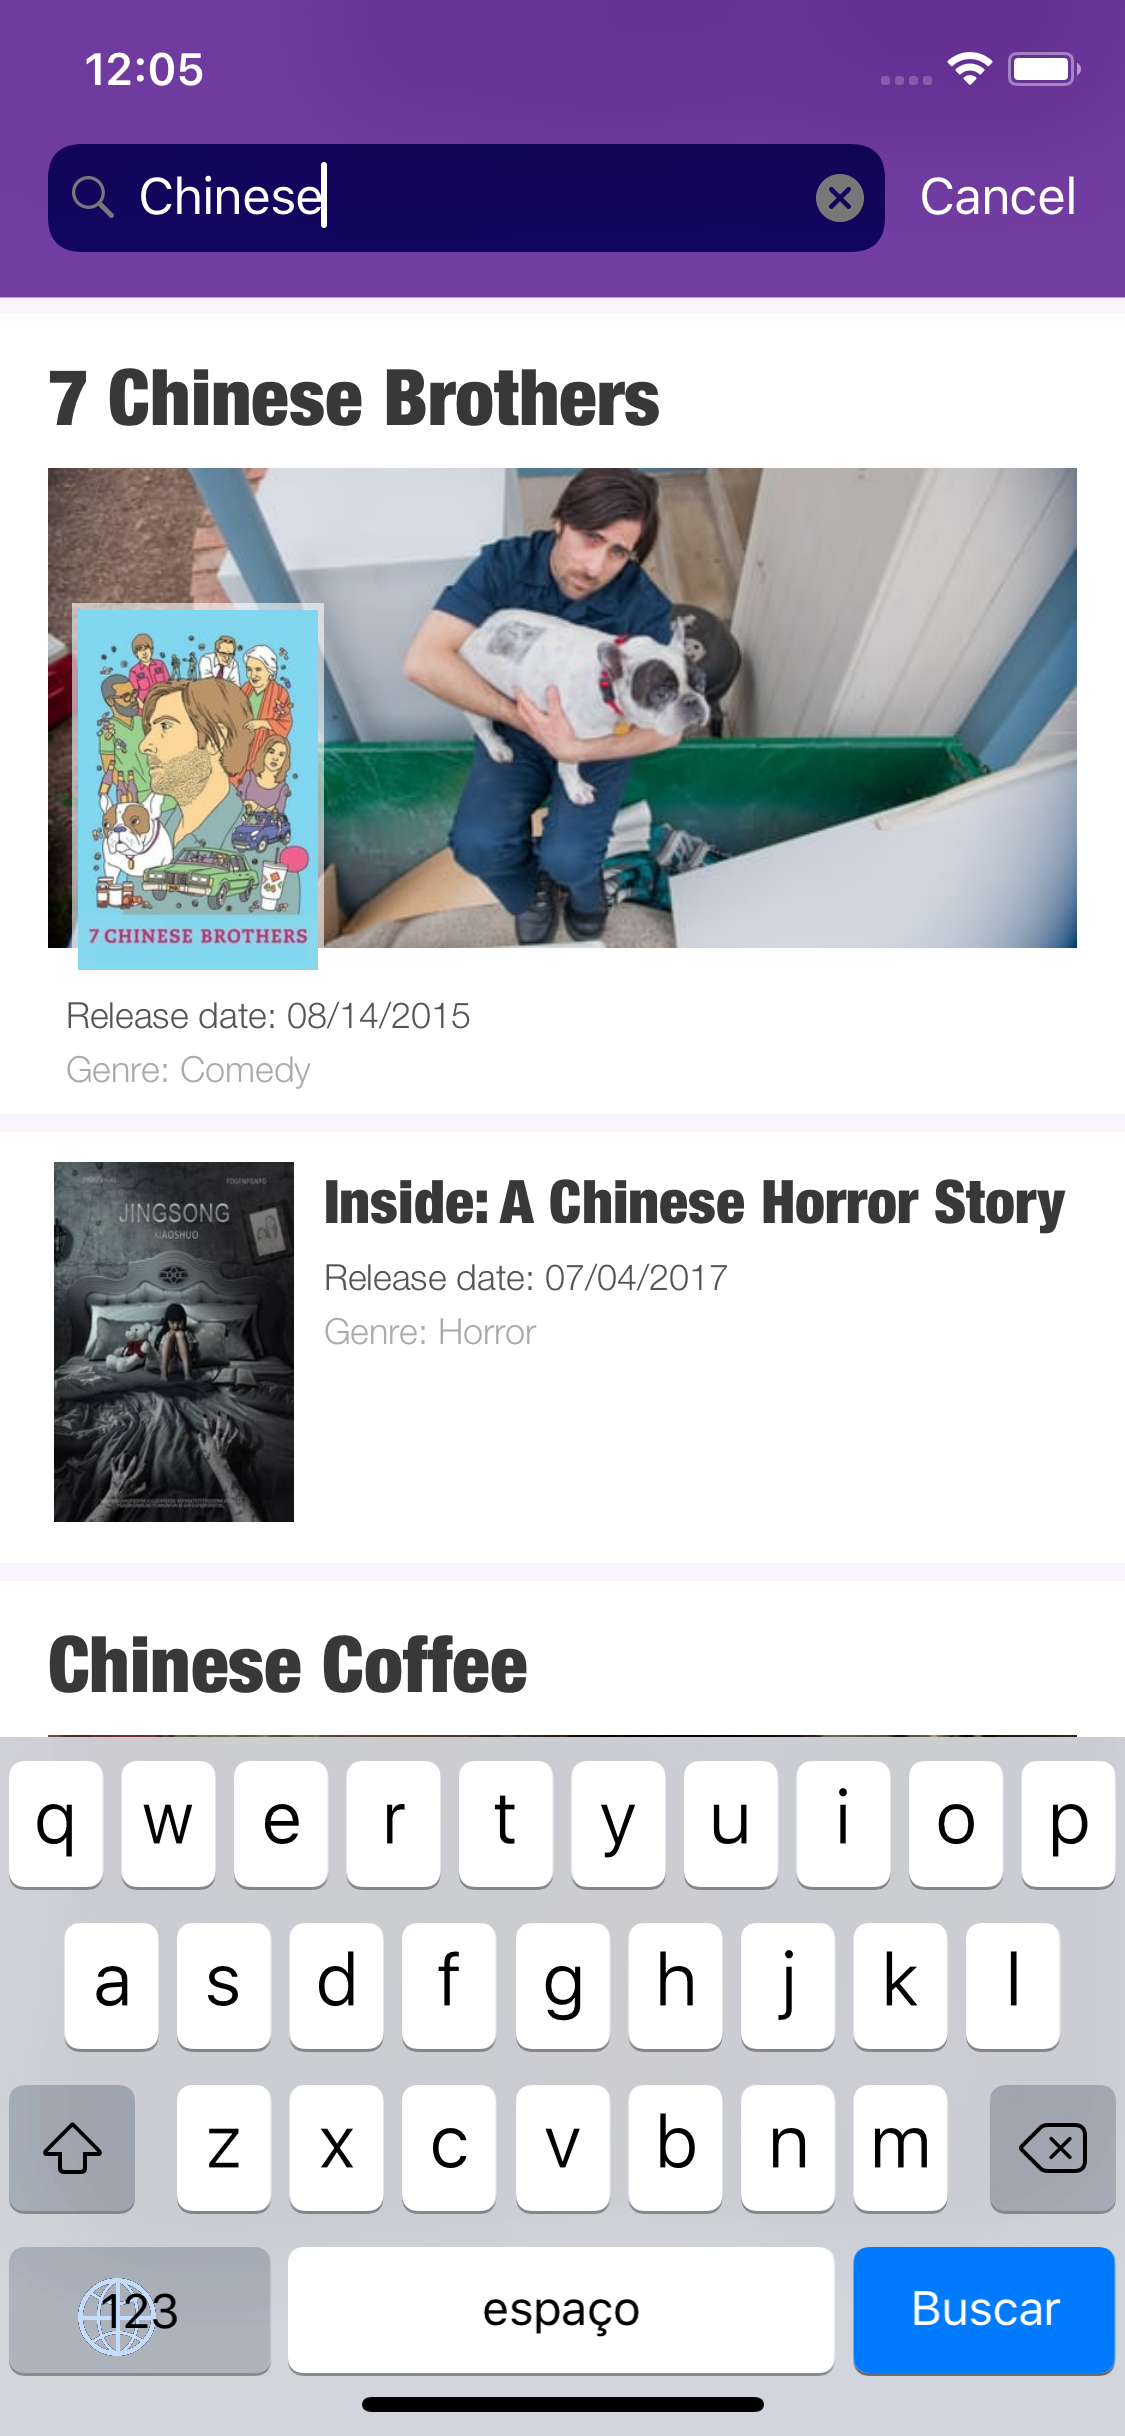 12:05
Chinese
Cancel
7 Chinese Brothers
7 CHINESE BROTHERS
Release date: 08/14/2015
Genre: Comedy
JINGSONG
XIAOSHUO
Inside: A Chinese Horror Story
Release date: 07/04/2017
Genre: Horror
Chinese Coffee
q w e r t y u i o p
a s d f g h j k l
z x c v b n m
123 espaço Buscar